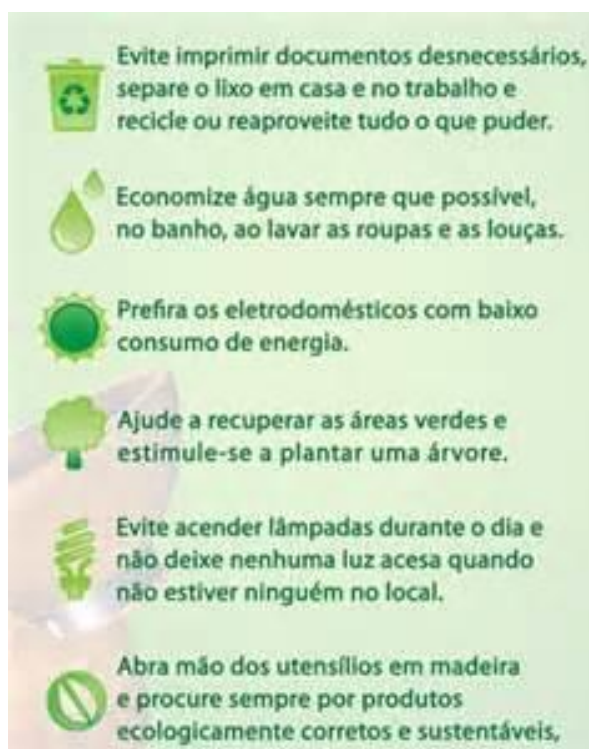 Evite imprimir documentos desnecessários,
separe o lixo em casa e no trabalho e
recicle ou reaproveite tudo o que puder.
Economize água sempre que possível,
no banho, ao lavar as roupas e as louças.
Prefira os eletrodomésticos com baixo
consumo de energia.
Ajude a recuperar as áreas verdes e
estimule-se a plantar uma árvore.
Evite acender lâmpadas durante o dia e
não deixe nenhuma luz acesa quando
não estiver ninguém no local.
Abra mão dos utensílios em madeira
e procure sempre por produtos
ecologicamente corretos e sustentáveis,